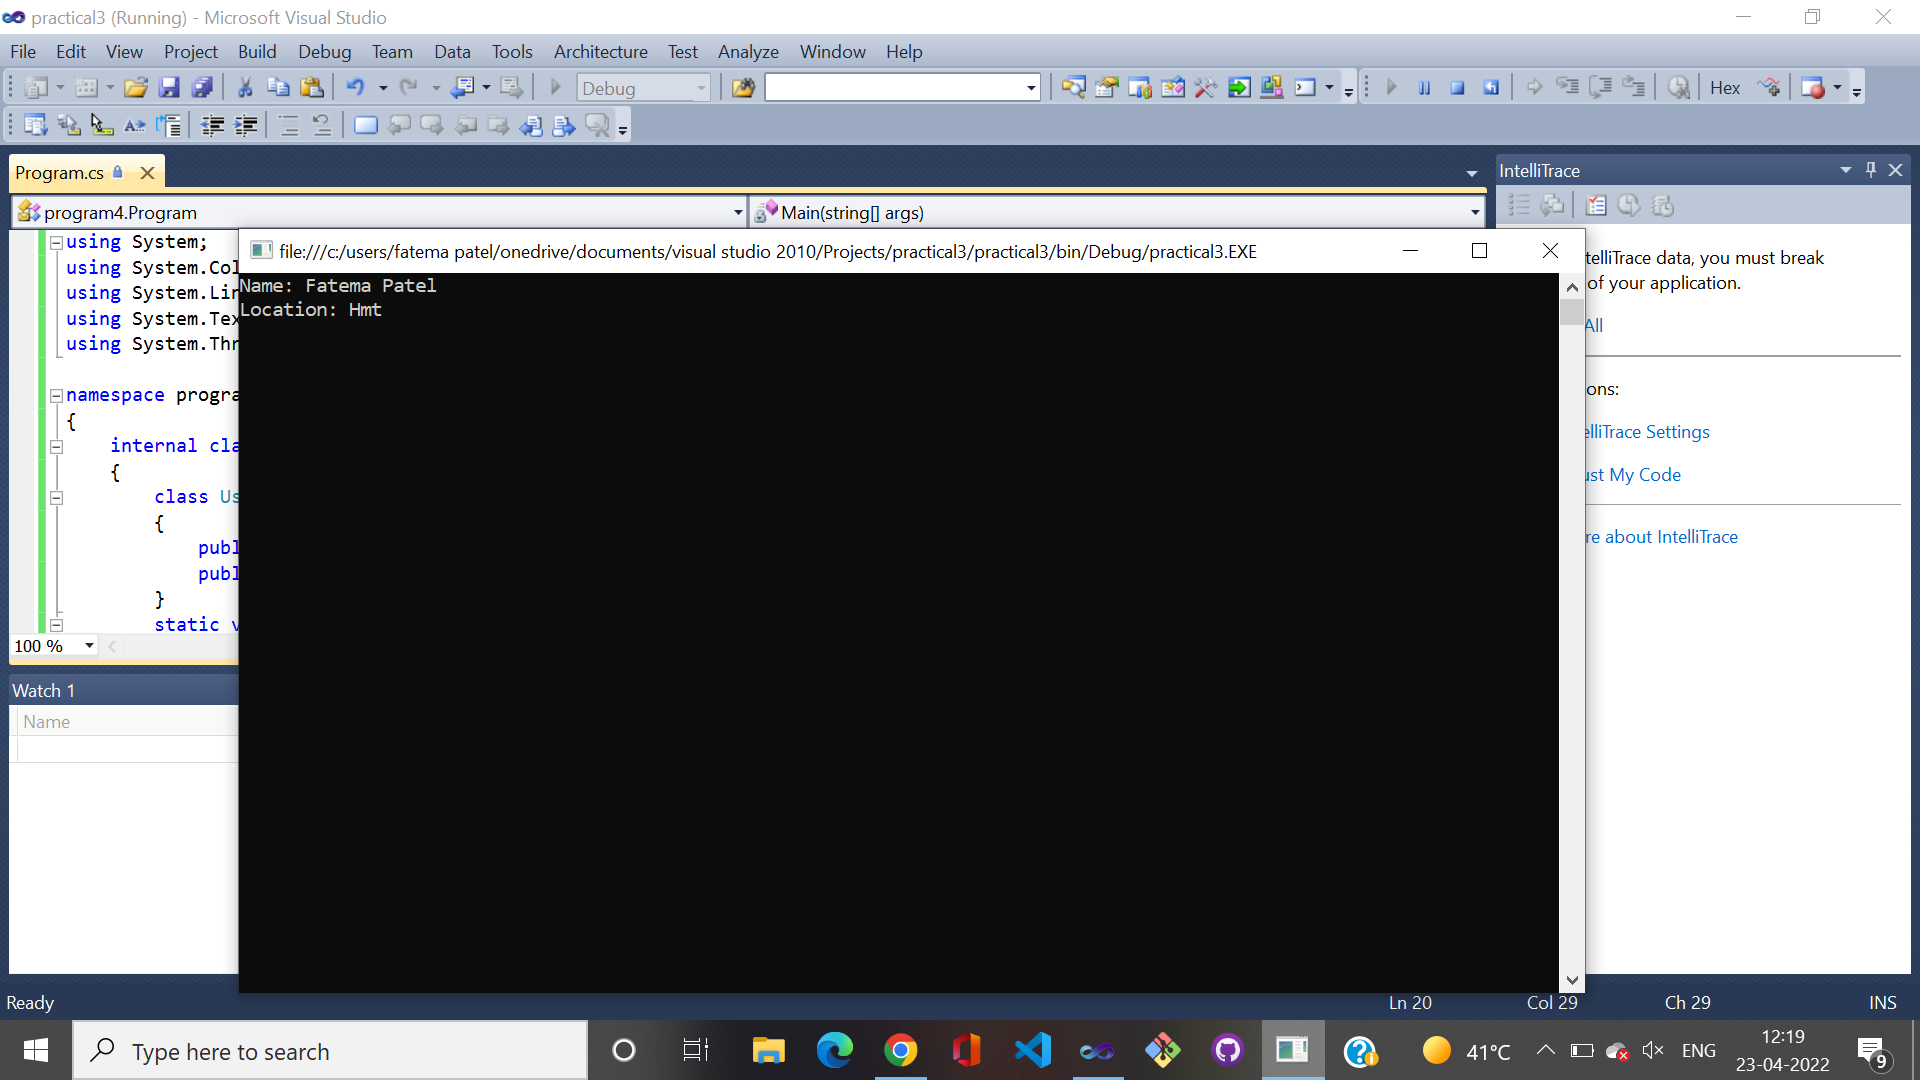 practical3 (Running) - Microsoft Visual Studio
File Edit View Project Build Debug Team Data Tools Architecture Test Analyze Window Help
Debug
Hex
Program.cs
IntelliTrace
program4.Program
Main(string[] args)
using System;
using System.Col
using System.Lin
using System.Tex
using System.Thr
namespace progra
{
internal cla
{
class Us
{
publ
publ
}
static v
100 %
file:///c:/users/fatema patel/onedrive/documents/visual studio 2010/Projects/practical3/practical3/bin/Debug/practical3.EXE
Name: Fatema Patel
Location: Hmt
telliTrace data, you must break
of your application.
All
ons:
elliTrace Settings
ust My Code
re about IntelliTrace
Watch 1
Name
Ready
Ln 20
Col 29
Ch 29
INS
Type here to search
41°C
ENG
12:19
23-04-2022
9